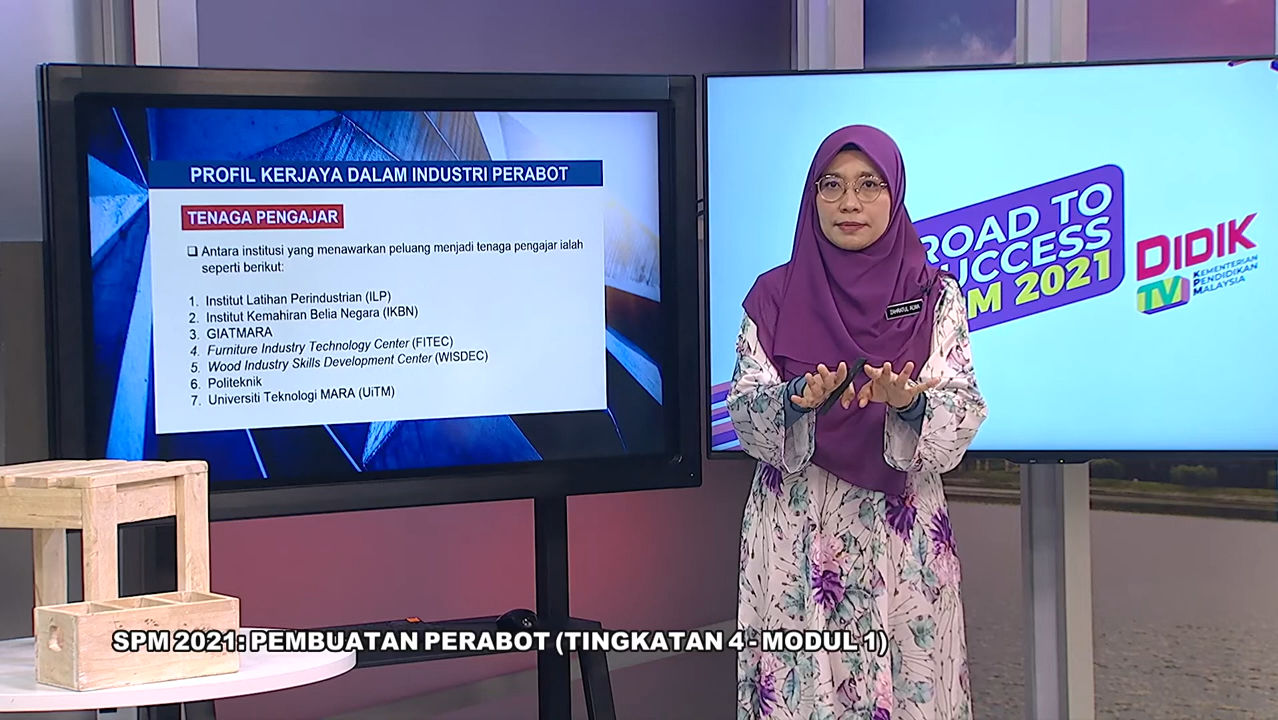 PROFIL KERJAYA DALAM INDUSTRI PERABOT
TENAGA PENGAJAR
❑ Antara institusi yang menawarkan peluang menjadi tenaga pengajar ialah
seperti berikut:
1. Institut Latihan Perindustrian (ILP)
2. Institut Kemahiran Belia Negara (IKBN)
3. GIATMARA
4. Furniture Industry Technology Center (FITEC)
5. Wood Industry Skills Development Center (WISDEC)
6. Politeknik
7. Universiti Teknologi MARA (UiTM)
ROAD TO
UCCESS
M 2021
DIDIK
TV
KEMENTERIAN
PENDIDIKAN
MALAYSIA
SPM 2021: PEMBUATAN PERABOT (TINGKATAN 4 - MODUL 1)